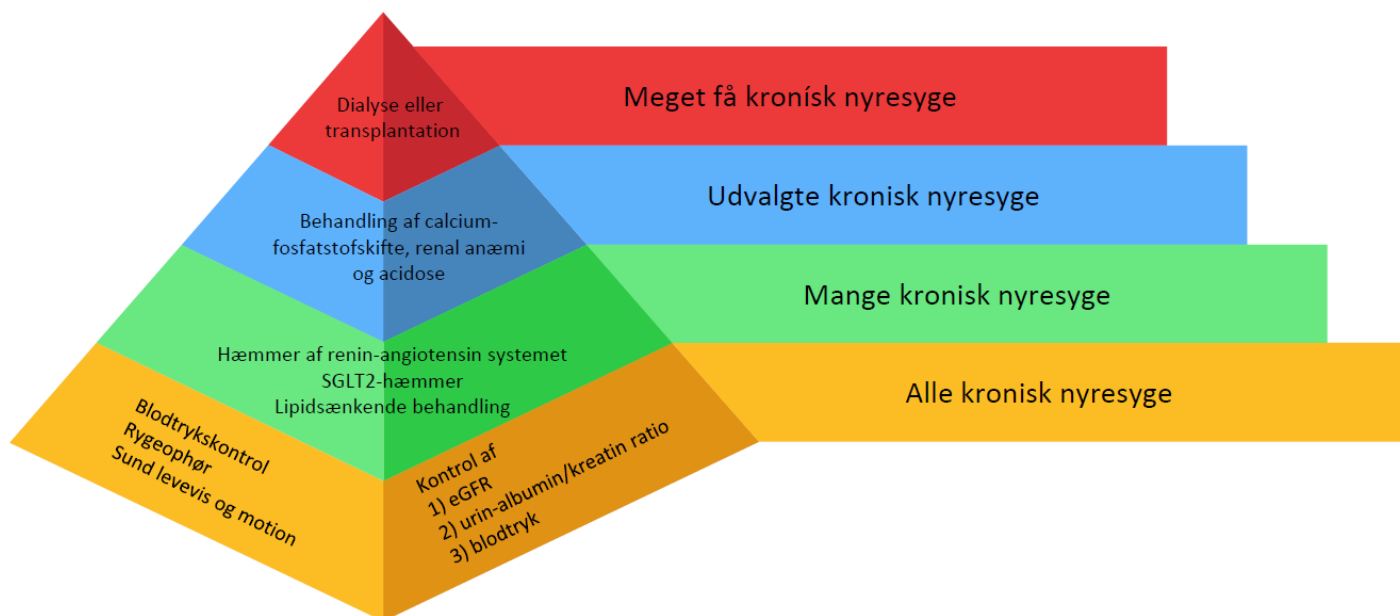 Dialyse eller
transplantation
Meget få kronísk nyresyge
Behandling af calcium-
fosfatstofskifte, renal anæmi
og acidose
Udvalgte kronisk nyresyge
Hæmmer af renin-angiotensin systemet
SGLT2-hæmmer
Lipidsænkende behandling
Mange kronisk nyresyge
Blodtrykskontrol
Rygeophør
Sund levevis og motion
Kontrol af
1) eGFR
2) urin-albumin/kreatin ratio
3) blodtryk
Alle kronisk nyresyge